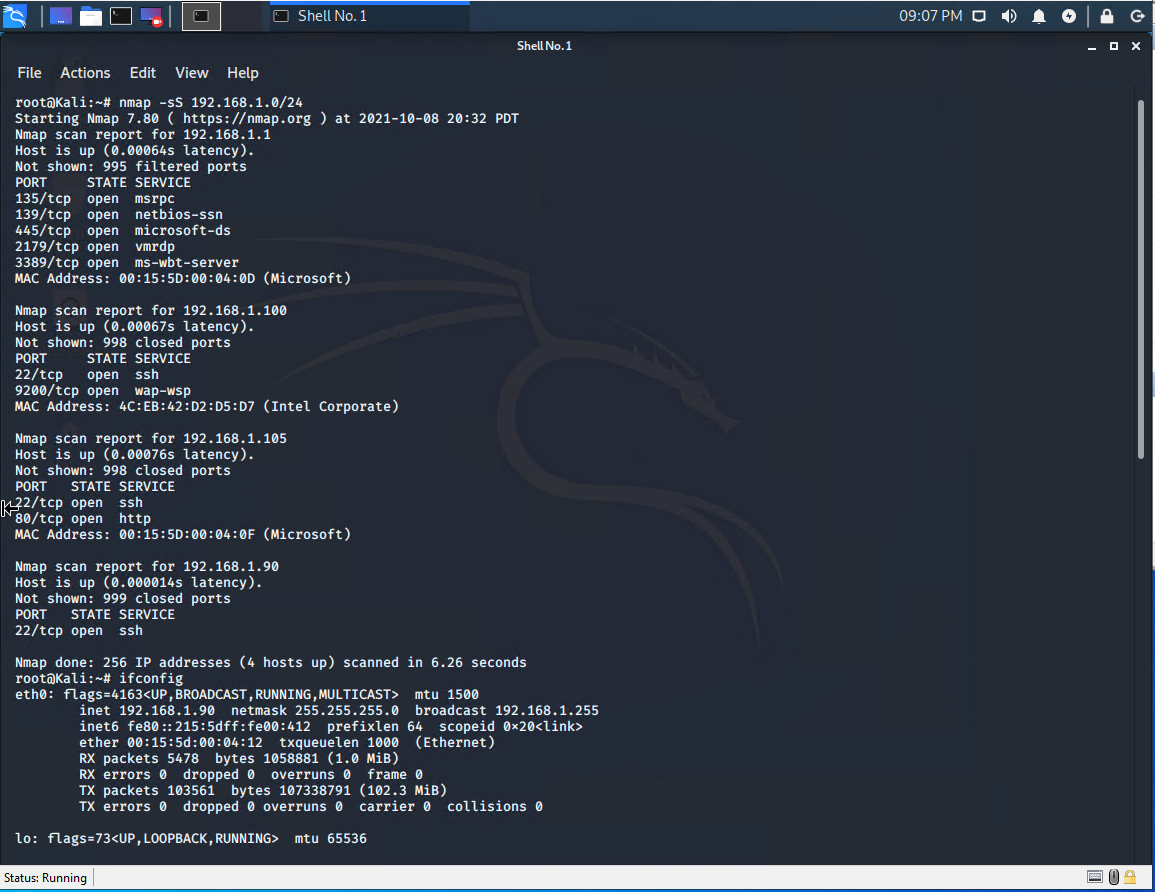 Shell No. 1
09:07 PM
Shell No. 1
File Actions Edit View Help
root@Kali:~# nmap -sS 192.168.1.0/24
Starting Nmap 7.80 ( https://nmap.org ) at 2021-10-08 20:32 PDT
Nmap scan report for 192.168.1.1
Host is up (0.00064s latency).
Not shown: 995 filtered ports
PORT     STATE SERVICE
135/tcp  open  msrpc
139/tcp  open  netbios-ssn
445/tcp  open  microsoft-ds
2179/tcp open  vmrdp
3389/tcp open  ms-wbt-server
MAC Address: 00:15:5D:00:04:0D (Microsoft)
Nmap scan report for 192.168.1.100
Host is up (0.00067s latency).
Not shown: 998 closed ports
PORT     STATE SERVICE
22/tcp   open  ssh
9200/tcp open  wap-wsp
MAC Address: 4C:EB:42:D2:D5:D7 (Intel Corporate)
Nmap scan report for 192.168.1.105
Host is up (0.00076s latency).
Not shown: 998 closed ports
PORT   STATE SERVICE
22/tcp open  ssh
80/tcp open  http
MAC Address: 00:15:5D:00:04:0F (Microsoft)
Nmap scan report for 192.168.1.90
Host is up (0.000014s latency).
Not shown: 999 closed ports
PORT   STATE SERVICE
22/tcp open  ssh
Nmap done: 256 IP addresses (4 hosts up) scanned in 6.26 seconds
root@Kali:~# ifconfig
eth0: flags=4163<UP,BROADCAST,RUNNING,MULTICAST>  mtu 1500
        inet 192.168.1.90  netmask 255.255.255.0  broadcast 192.168.1.255
        inet6 fe80::215:5dff:fe00:412  prefixlen 64  scopeid 0×20<link>
        ether 00:15:5d:00:04:12  txqueuelen 1000  (Ethernet)
        RX packets 5478  bytes 1058881 (1.0 MiB)
        RX errors 0  dropped 0  overruns 0  frame 0
        TX packets 103561  bytes 107338791 (102.3 MiB)
        TX errors 0  dropped 0 overruns 0  carrier 0  collisions 0
lo: flags=73<UP,LOOPBACK,RUNNING>  mtu 65536
Status: Running